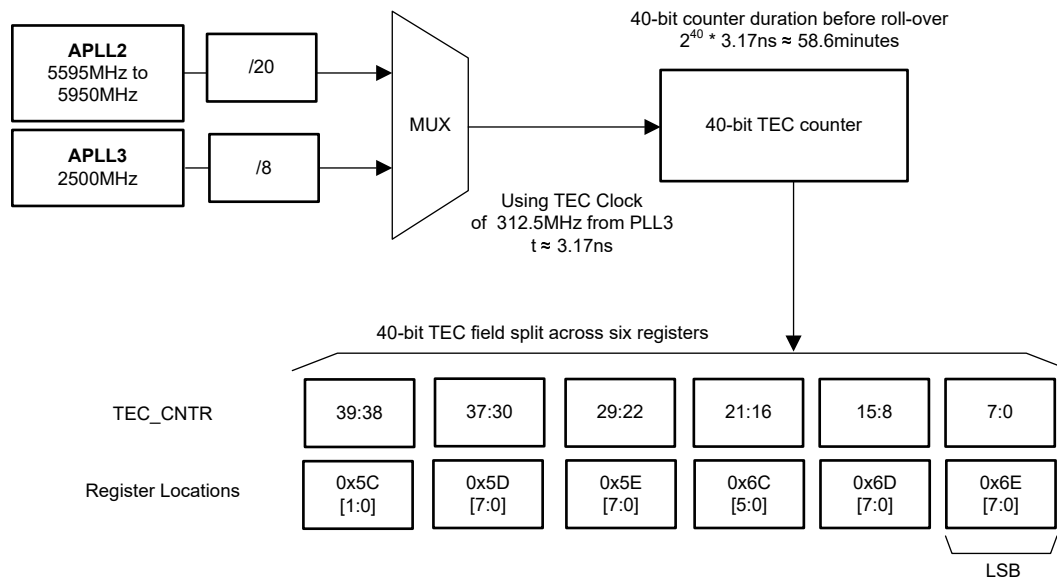 40-bit counter duration before roll-over
2⁴⁰ * 3.17ns ≈ 58.6minutes
APLL2
5595MHz to
5950MHz
/20
MUX
40-bit TEC counter
APLL3
2500MHz
/8
Using TEC Clock
of 312.5MHz from PLL3
t ≈ 3.17ns
40-bit TEC field split across six registers
TEC_CNTR
39:38
37:30
29:22
21:16
15:8
7:0
Register Locations
0x5C
[1:0]
0x5D
[7:0]
0x5E
[7:0]
0x6C
[5:0]
0x6D
[7:0]
0x6E
[7:0]
LSB